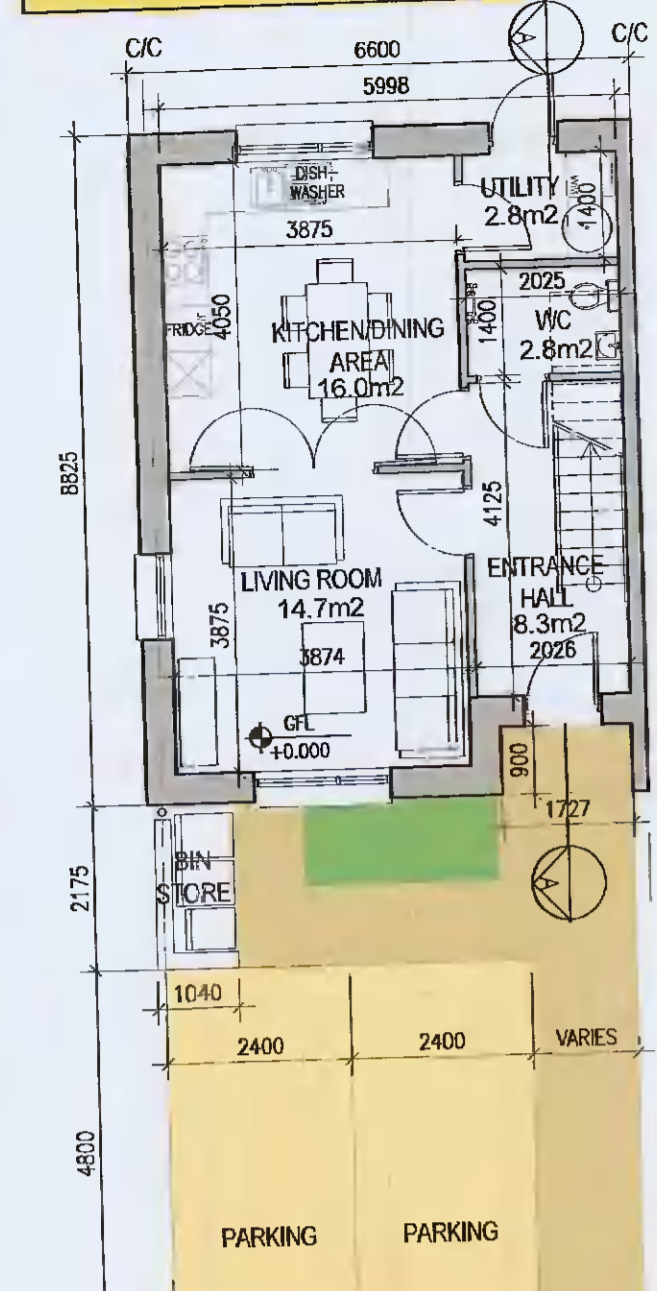 C/C
6600
A
C/C
5998
DISH-
WASHER
UTILITY
2.8m2
1400
3875
4050
2025
FRIDGE
KITCHEN/DINING
AREA
16.0m2
1400
WC
2.8m2
8825
4125
LIVING ROOM
14.7m2
ENTRANCE
HALL
8.3m2
3875
3874
2026
GFL
+0.000
900
1727
BIN
STORE
A
2175
1040
2400
2400
VARIES
4800
PARKING
PARKING